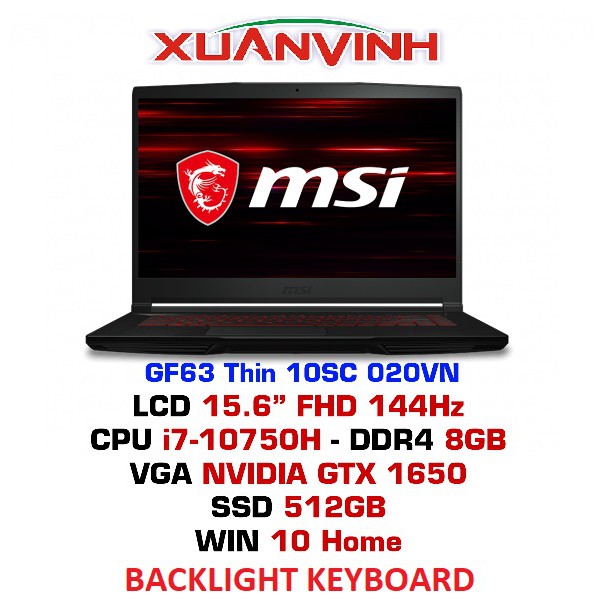 XUANVINH
msi
msi
GF63 Thin 10SC 020VN
LCD 15.6” FHD 144Hz
CPU i7-10750H - DDR4 8GB
VGA NVIDIA GTX 1650
SSD 512GB
WIN 10 Home
BACKLIGHT KEYBOARD